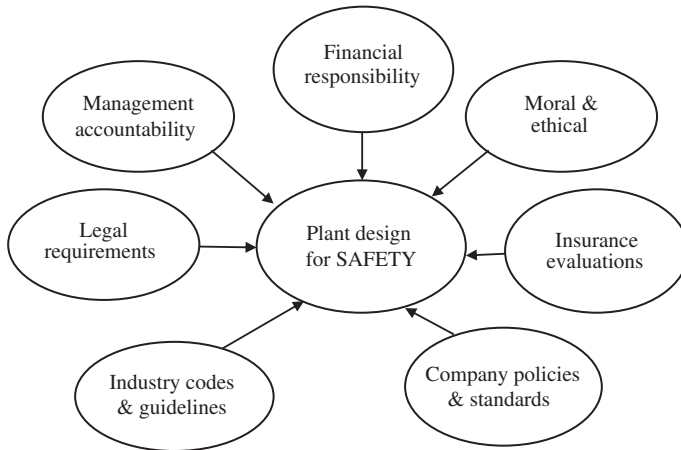 Financial
responsibility
Management
accountability
Moral &
ethical
Legal
requirements
Plant design
for SAFETY
Insurance
evaluations
Industry codes
& guidelines
Company policies
& standards